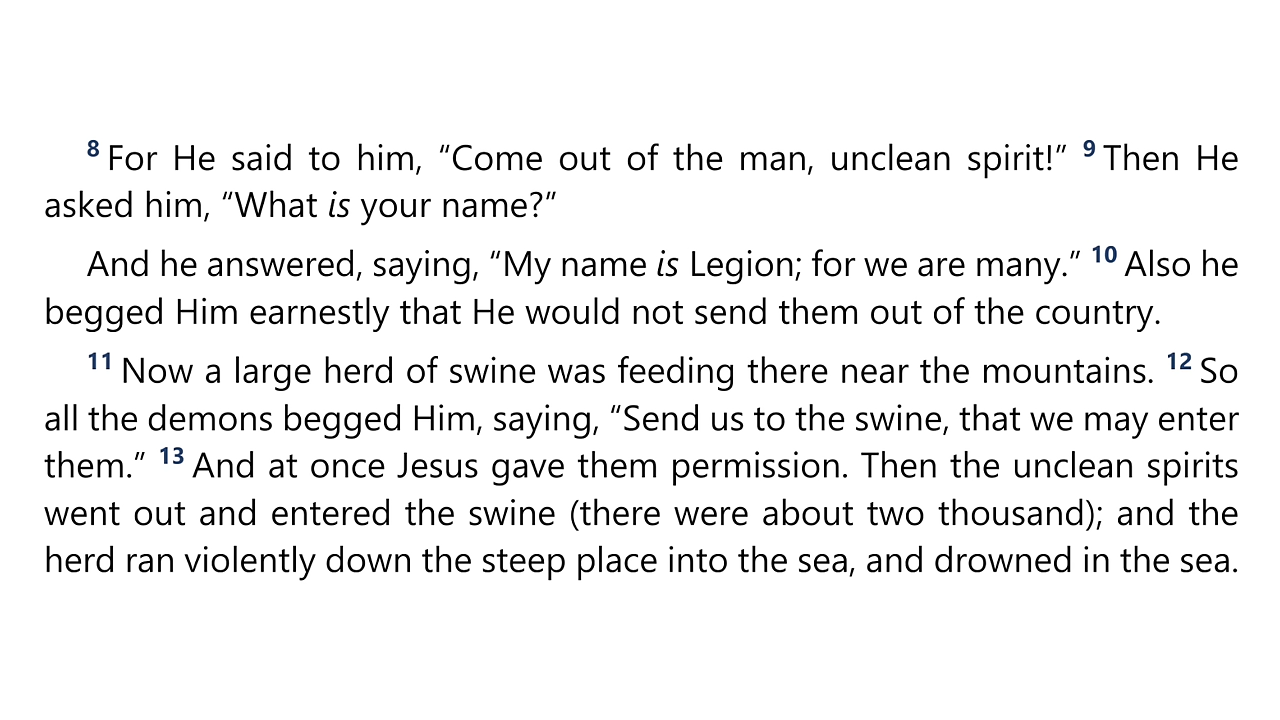 8 For He said to him, “Come out of the man, unclean spirit!” 9 Then He
asked him, “What is your name?”
And he answered, saying, “My name is Legion; for we are many.” 10 Also he
begged Him earnestly that He would not send them out of the country.
11 Now a large herd of swine was feeding there near the mountains. 12 So
all the demons begged Him, saying, “Send us to the swine, that we may enter
them.” 13 And at once Jesus gave them permission. Then the unclean spirits
went out and entered the swine (there were about two thousand); and the
herd ran violently down the steep place into the sea, and drowned in the sea.